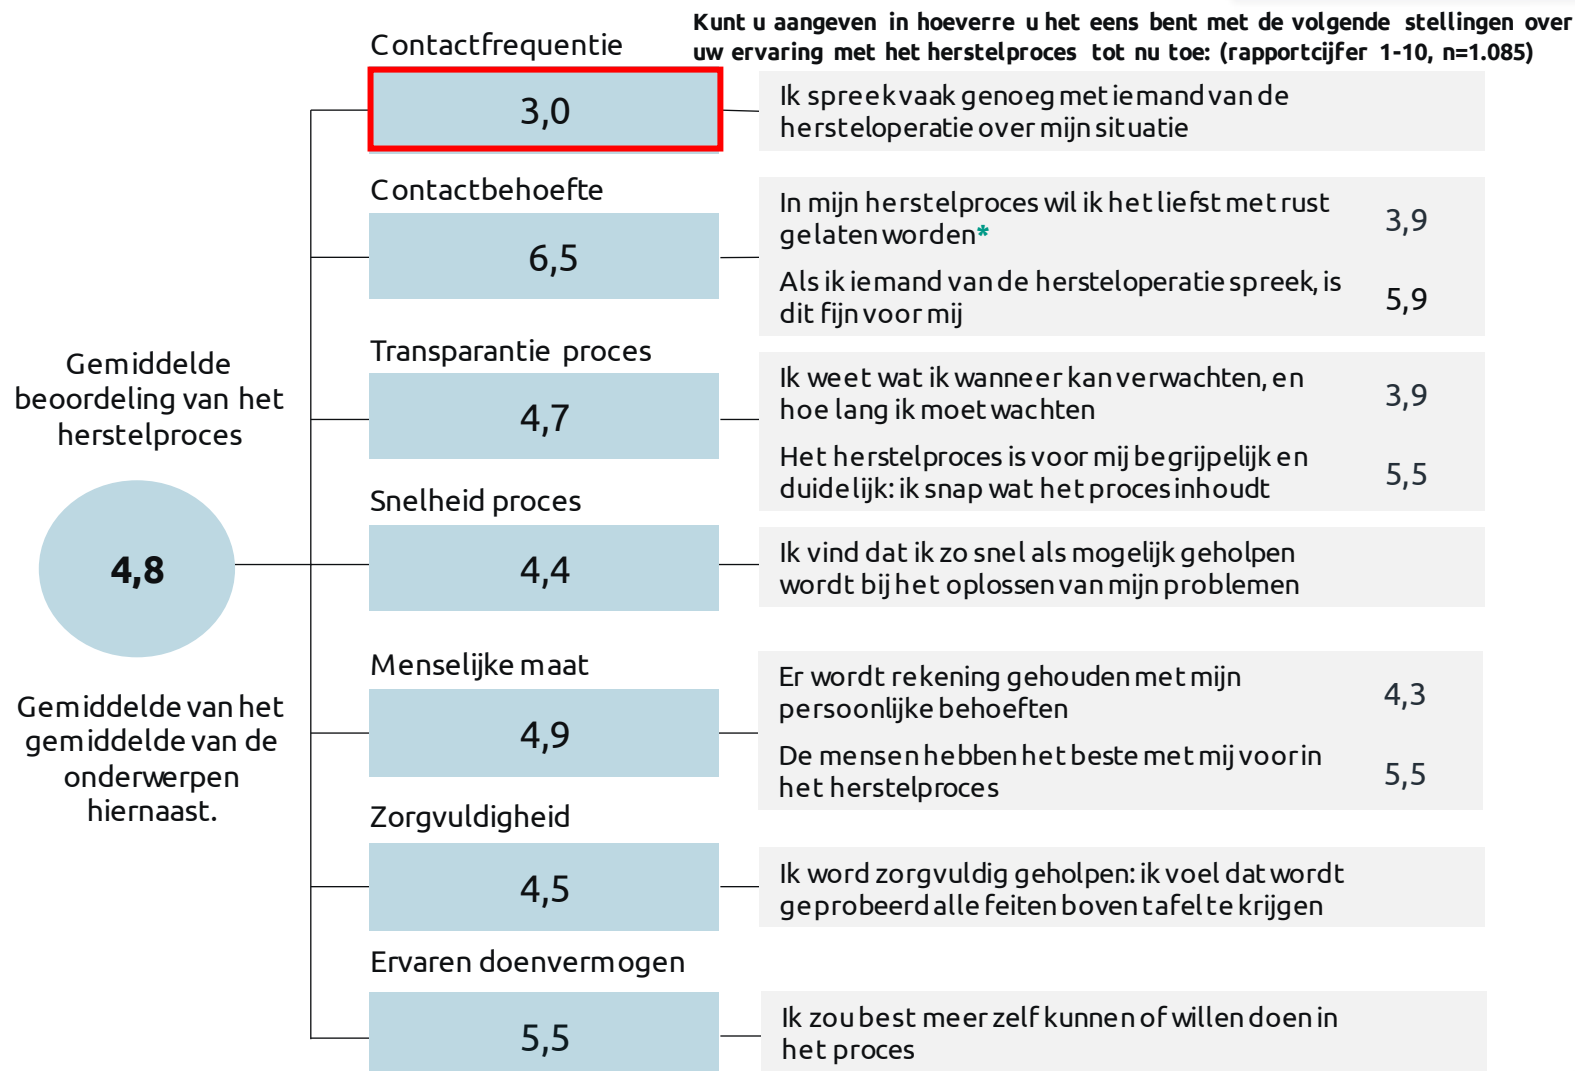 Kunt u aangeven in hoeverre u het eens bent met de volgende stellingen over
uw ervaring met het herstelproces tot nu toe: (rapportcijfer 1-10, n=1.085)
Contactfrequentie
3,0
Ik spreek vaak genoeg met iemand van de
hersteloperatie over mijn situatie
Contactbehoefte
6,5
In mijn herstelproces wil ik het liefst met rust
gelaten worden*
3,9
Als ik iemand van de hersteloperatie spreek, is
dit fijn voor mij
5,9
Transparantie proces
4,7
Ik weet wat ik wanneer kan verwachten, en
hoe lang ik moet wachten
3,9
Het herstelproces is voor mij begrijpelijk en
duidelijk: ik snap wat het proces inhoudt
5,5
Gemiddelde
beoordeling van het
herstelproces
4,8
Gemiddelde van het
gemiddelde van de
onderwerpen
hiernaast.
Snelheid proces
4,4
Ik vind dat ik zo snel als mogelijk geholpen
wordt bij het oplossen van mijn problemen
Menselijke maat
4,9
Er wordt rekening gehouden met mijn
persoonlijke behoeften
4,3
De mensen hebben het beste met mij voor in
het herstelproces
5,5
Zorgvuldigheid
4,5
Ik word zorgvuldig geholpen: ik voel dat wordt
geprobeerd alle feiten boven tafel te krijgen
Ervaren doenvermogen
5,5
Ik zou best meer zelf kunnen of willen doen in
het proces